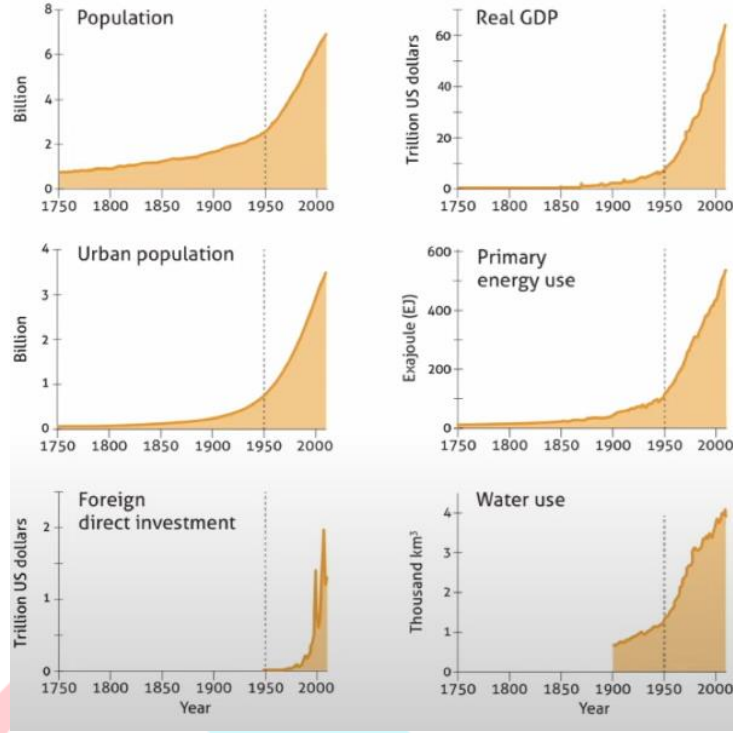 Population
Billion
8
6
4
2
0
1750 1800 1850 1900 1950 2000
Real GDP
Trillion US dollars
60
40
20
0
1750 1800 1850 1900 1950 2000
Urban population
Billion
4
3
2
1
0
1750 1800 1850 1900 1950 2000
Primary
energy use
Exajoule (EJ)
600
400
200
0
1750 1800 1850 1900 1950 2000
Foreign
direct investment
Trillion US dollars
2
1
0
1750 1800 1850 1900 1950 2000
Year
Water use
Thousand km³
4
3
2
1
0
1750 1800 1850 1900 1950 2000
Year